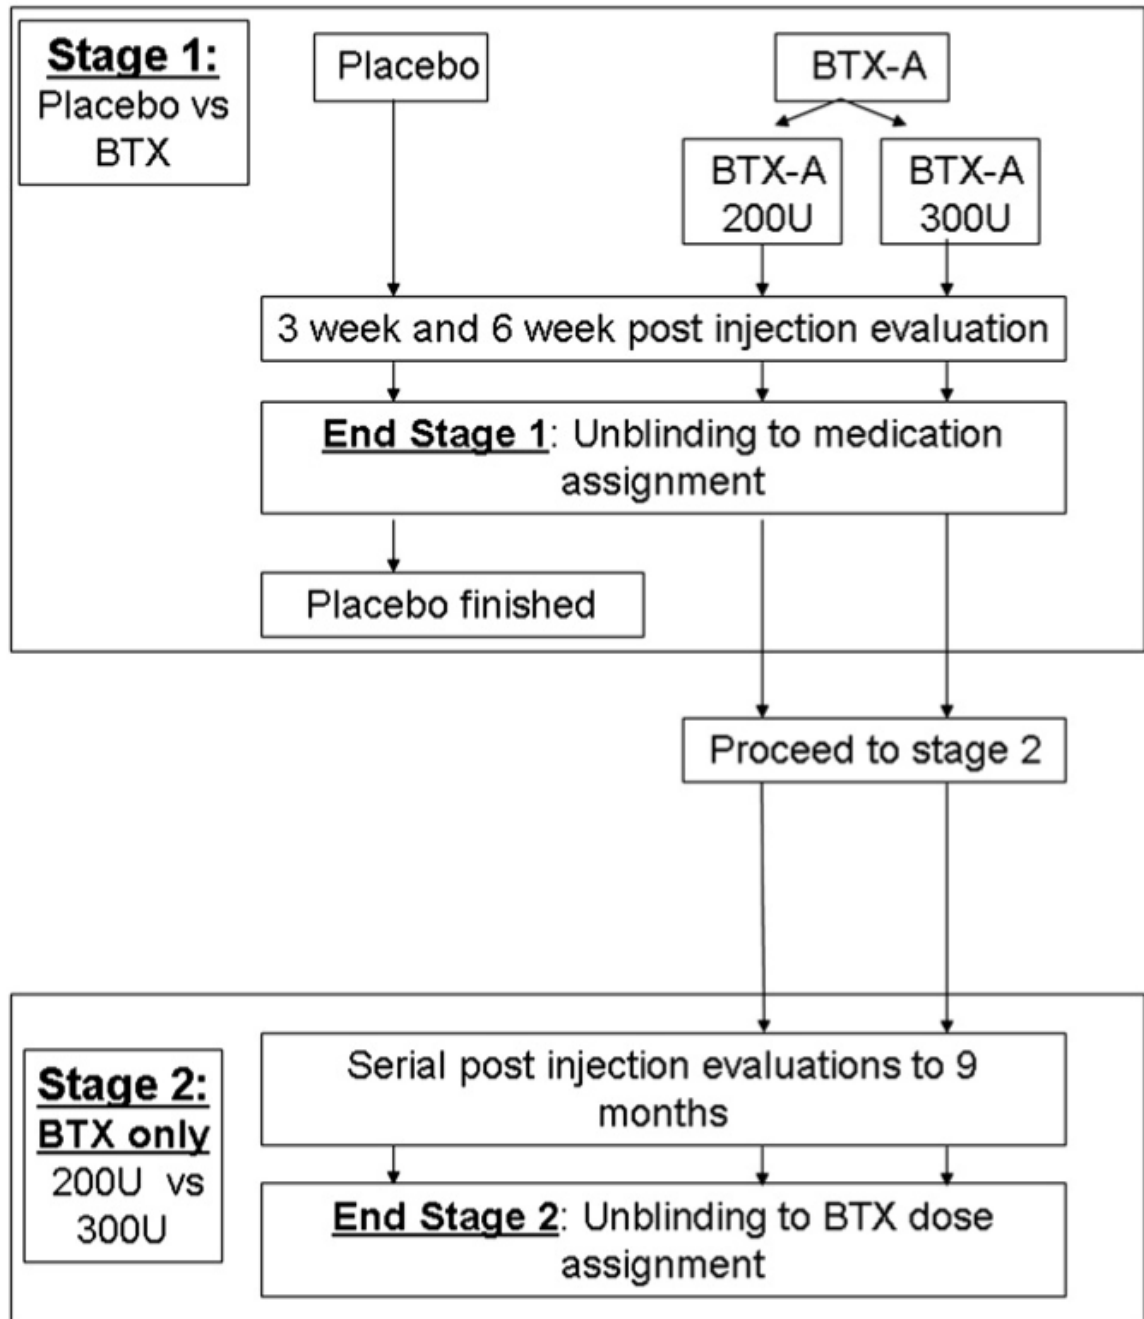 Stage 1:
Placebo vs
BTX
Placebo
BTX-A
BTX-A
200U
BTX-A
300U
3 week and 6 week post injection evaluation
End Stage 1: Unblinding to medication
assignment
Placebo finished
Proceed to stage 2
Stage 2:
BTX only
200U vs
300U
Serial post injection evaluations to 9
months
End Stage 2: Unblinding to BTX dose
assignment